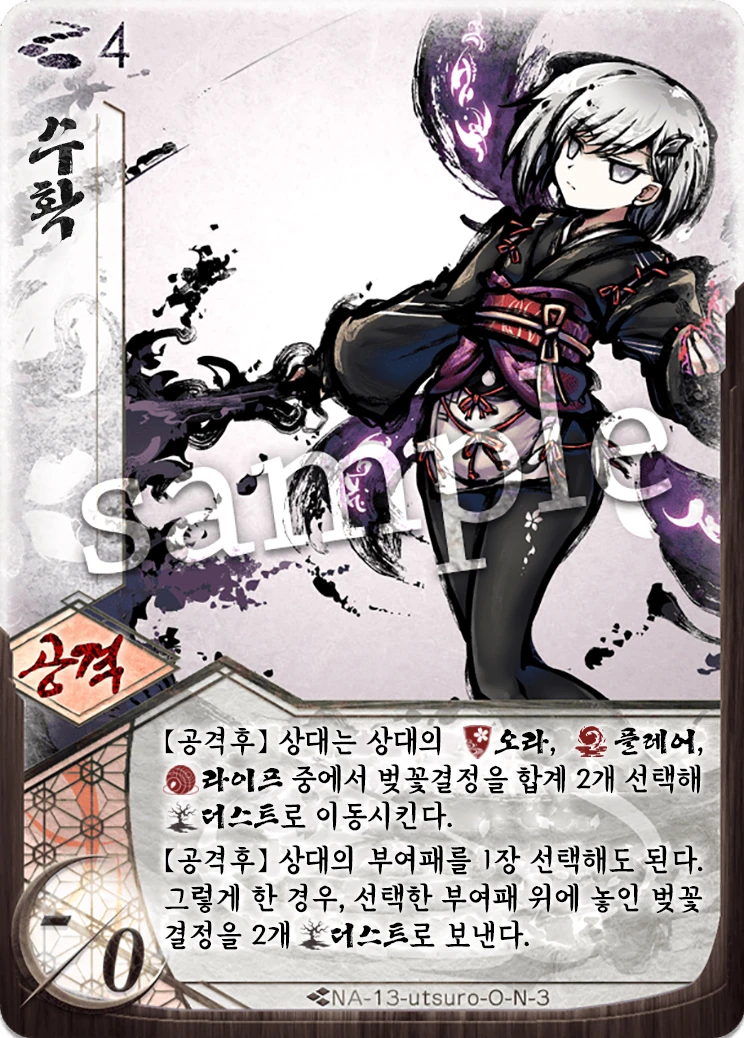 4
수확
sample
공격
【공격후】 상대는 상대의 오라, 플레어,
라이프 중에서 벚꽃결정을 합계 2개 선택해
더스트로 이동시킨다.
【공격후】 상대의 부여패를 1장 선택해도 된다.
그렇게 한 경우, 선택한 부여패 위에 놓인 벚꽃
결정을 2개 더스트로 보낸다.
-/0
NA-13-utsuro-O-N-3